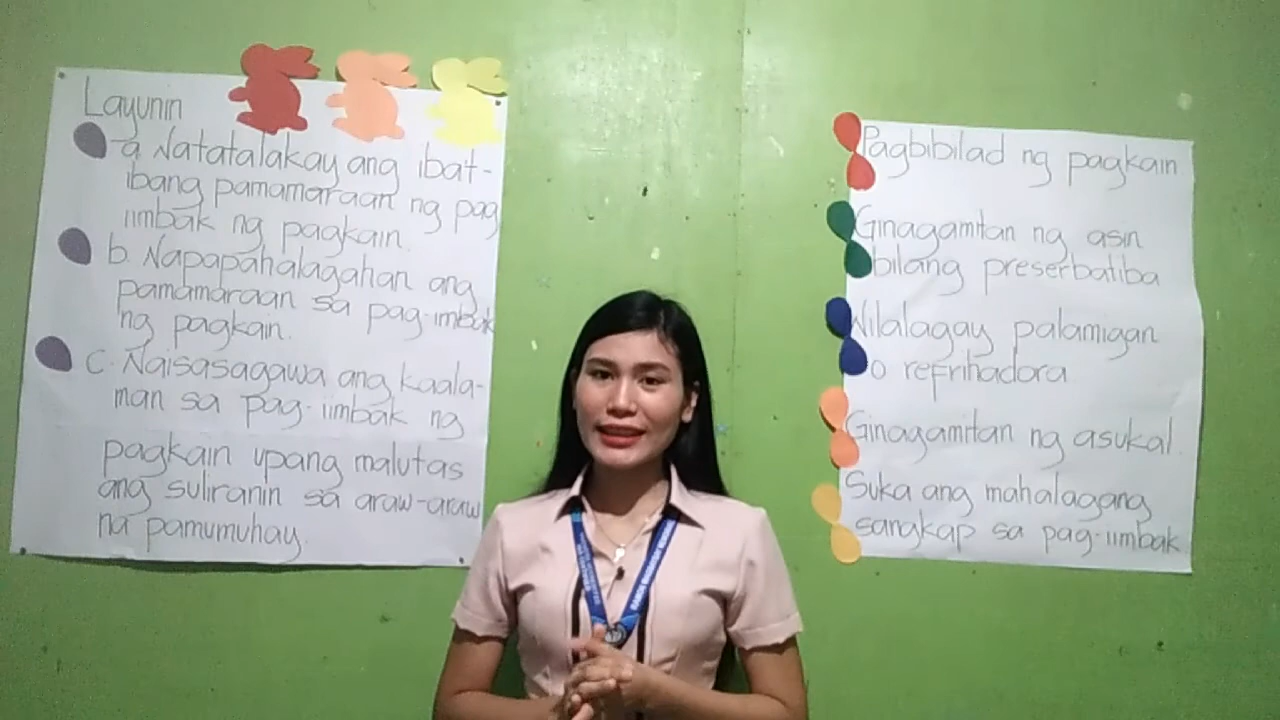 Layunin
a. Natatalakay ang ibat-
ibang pamamaraan ng pag
iimbak ng pagkain.
b. Napapahalagahan ang
pamamaraan sa pag-iimbak
ng pagkain.
c. Naisasagawa ang kaala-
man sa pag-iimbak ng
pagkain upang malutas
ang suliranin sa araw-araw
na pamumuhay.
Pagbibilad ng pagkain
Ginagamitan ng asin
bilang preserbatiba
Nilalagay palamigan
o refrihadora
Ginagamitan ng asukal.
Suka ang mahalagang
sangkap sa pag-iimbak